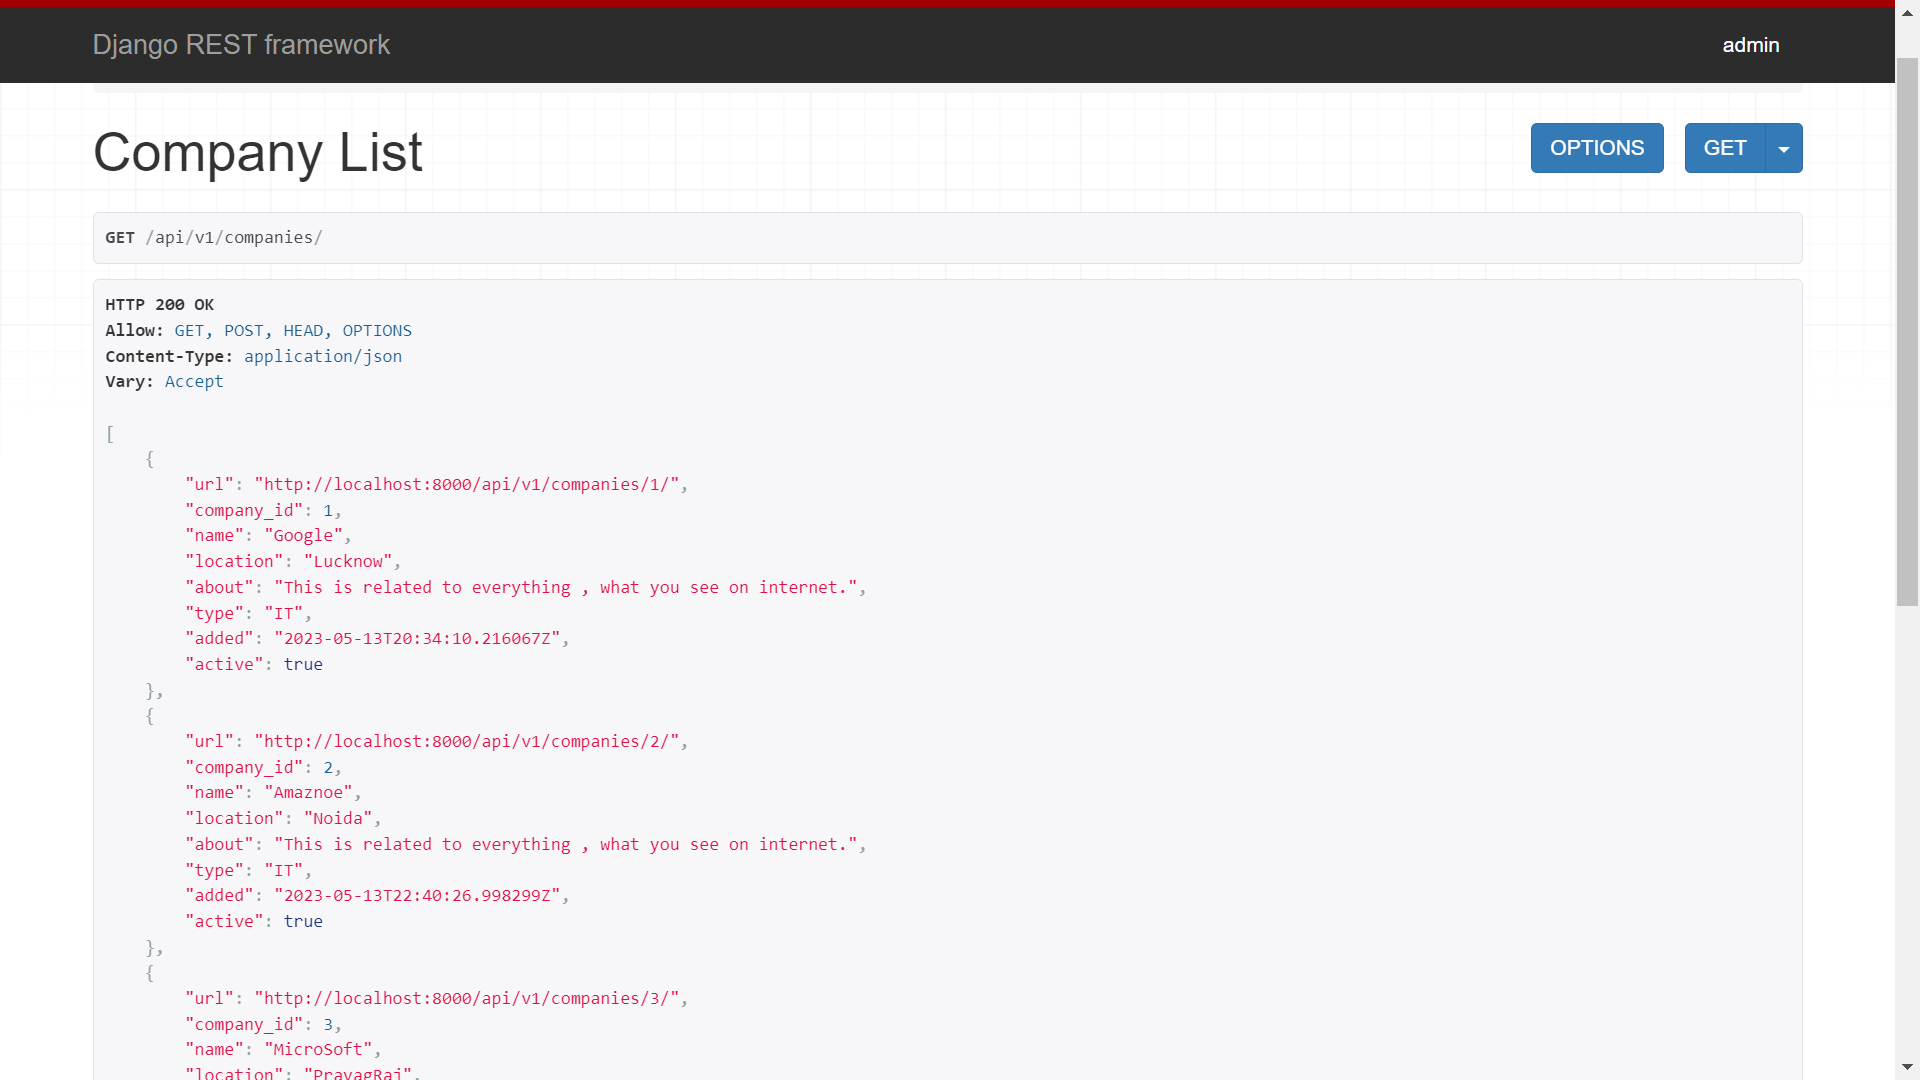 Django REST framework
admin
Company List
OPTIONS
GET
GET /api/v1/companies/
HTTP 200 OK
Allow: GET, POST, HEAD, OPTIONS
Content-Type: application/json
Vary: Accept
[
{
"url": "http://localhost:8000/api/v1/companies/1/",
"company_id": 1,
"name": "Google",
"location": "Lucknow",
"about": "This is related to everything , what you see on internet.",
"type": "IT",
"added": "2023-05-13T20:34:10.216067Z",
"active": true
},
{
"url": "http://localhost:8000/api/v1/companies/2/",
"company_id": 2,
"name": "Amaznoe",
"location": "Noida",
"about": "This is related to everything , what you see on internet.",
"type": "IT",
"added": "2023-05-13T22:40:26.998299Z",
"active": true
},
{
"url": "http://localhost:8000/api/v1/companies/3/",
"company_id": 3,
"name": "MicroSoft",
"location": "PrayagRaj",